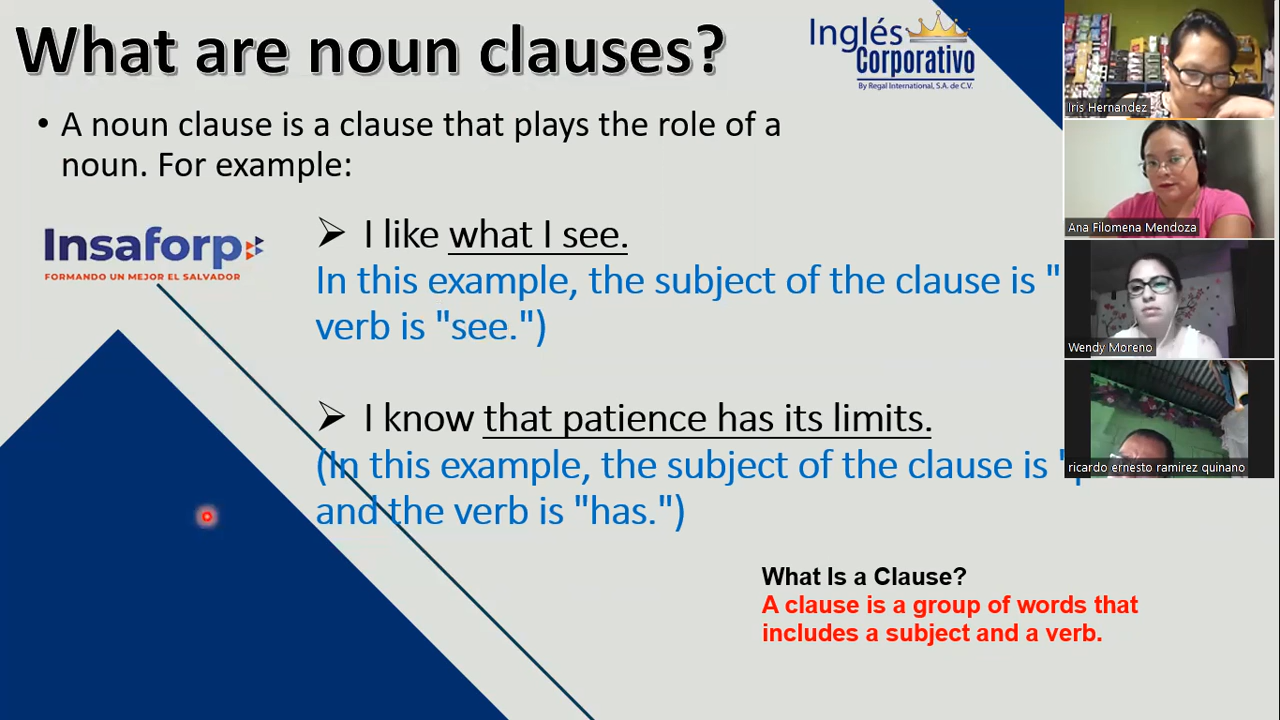 What are noun clauses?
Inglés
Corporativo
By Regal International, S.A. de C.V.
• A noun clause is a clause that plays the role of a
noun. For example:
Insaforp
FORMANDO UN MEJOR EL SALVADOR
➢ I like what I see.
In this example, the subject of the clause is "
verb is "see.")
➢ I know that patience has its limits.
(In this example, the subject of the clause is "
and the verb is "has.")
What Is a Clause?
A clause is a group of words that
includes a subject and a verb.
Iris Hernandez
Ana Filomena Mendoza
Wendy Moreno
ricardo ernesto ramirez quinano